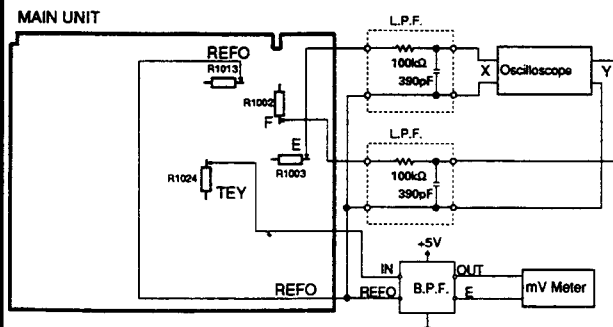 MAIN UNIT
REFO
R1013
R1002
F
E
R1003
R1024
TEY
REFO
L.P.F.
100kΩ
390pF
X
Oscilloscope
Y
L.P.F.
100kΩ
390pF
+5V
IN
OUT
REFO
B.P.F.
E
mV Meter